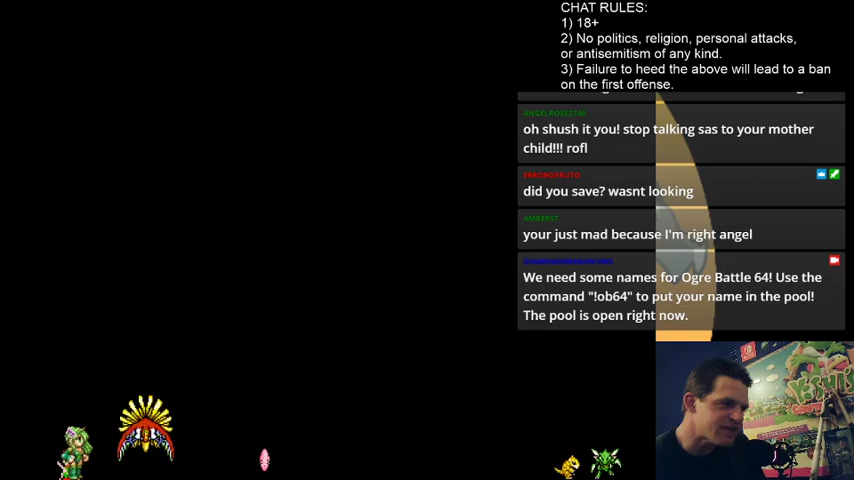 CHAT RULES:
1) 18+
2) No politics, religion, personal attacks,
or antisemitism of any kind.
3) Failure to heed the above will lead to a ban
on the first offense.
ANGELROSE2748
oh shush it you! stop talking sas to your mother
child!!! rofl
ERROROFRUTO
did you save? wasnt looking
AMBERST
your just mad because I'm right angel
We need some names for Ogre Battle 64! Use the
command "!ob64" to put your name in the pool!
The pool is open right now.